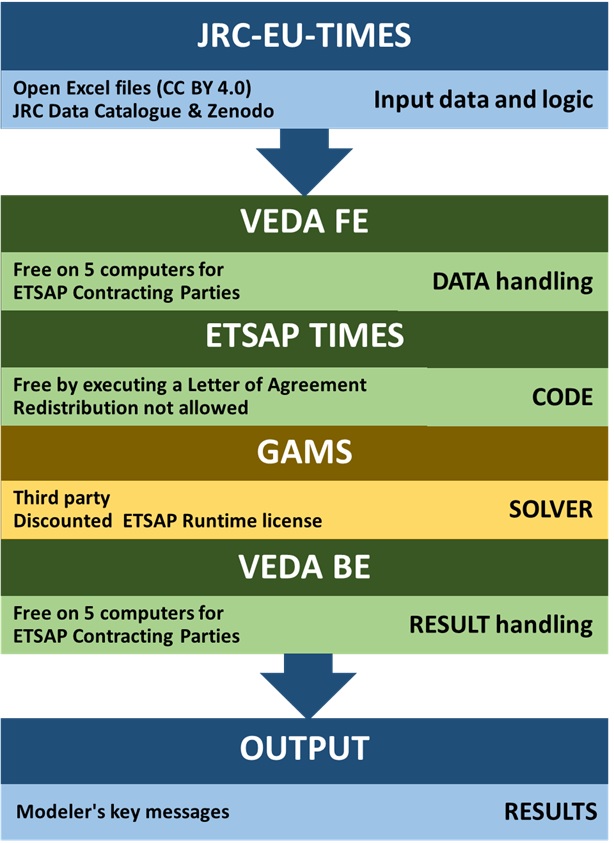 JRC-EU-TIMES
Open Excel files (CC BY 4.0)
JRC Data Catalogue & Zenodo
Input data and logic
VEDA FE
Free on 5 computers for
ETSAP Contracting Parties
DATA handling
ETSAP TIMES
Free by executing a Letter of Agreement
Redistribution not allowed
CODE
GAMS
Third party
Discounted ETSAP Runtime license
SOLVER
VEDA BE
Free on 5 computers for
ETSAP Contracting Parties
RESULT handling
OUTPUT
Modeler's key messages
RESULTS